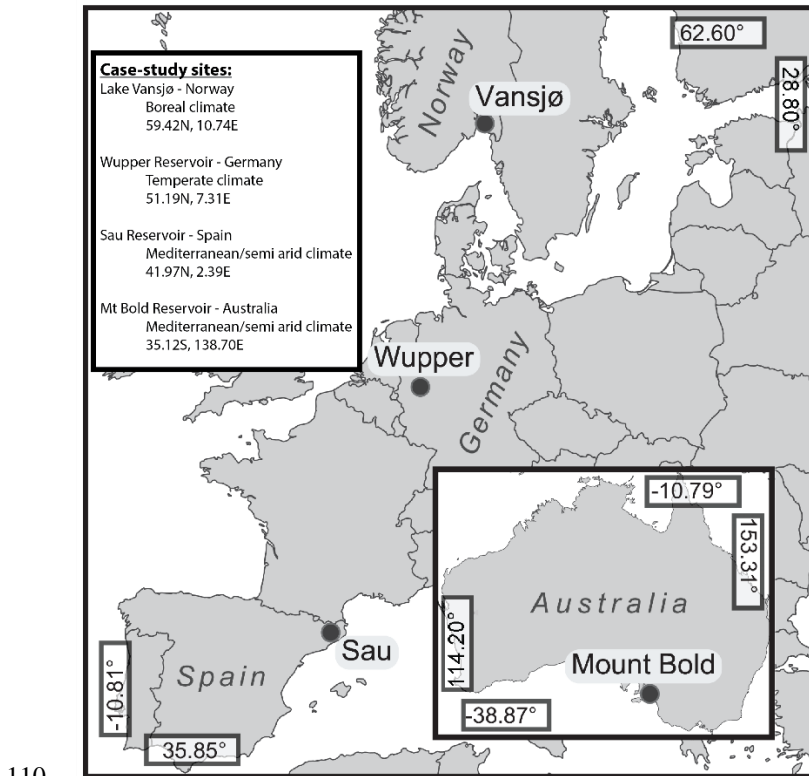 Case-study sites:
Lake Vansjø - Norway
Boreal climate
59.42N, 10.74E
Wupper Reservoir - Germany
Temperate climate
51.19N, 7.31E
Sau Reservoir - Spain
Mediterranean/semi arid climate
41.97N, 2.39E
Mt Bold Reservoir - Australia
Mediterranean/semi arid climate
35.12S, 138.70E
62.60°
28.80°
Norway
Vansjø
Wupper
Germany
-10.79°
153.31°
114.20°
Australia
Mount Bold
-38.87°
Sau
Spain
-10.81°
35.85°
110